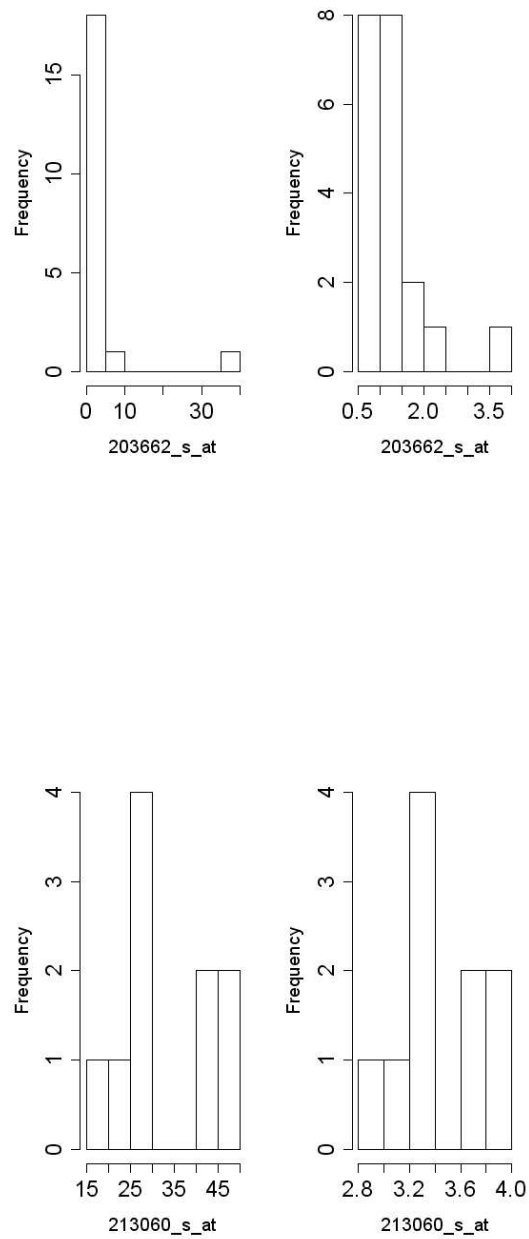 Frequency
0 5 10 15
0 10 30
203662_s_at
Frequency
0 2 4 6 8
0.5 2.0 3.5
203662_s_at
Frequency
0 1 2 3 4
15 25 35 45
213060_s_at
Frequency
0 1 2 3 4
2.8 3.2 3.6 4.0
213060_s_at